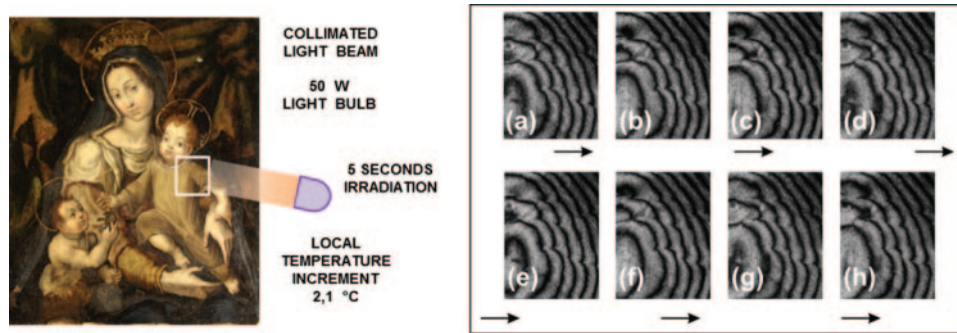 COLLIMATED
LIGHT BEAM
50 W
LIGHT BULB
5 SECONDS
IRRADIATION
LOCAL
TEMPERATURE
INCREMENT
2,1 °C
(a) (b) (c) (d)
(e) (f) (g) (h)